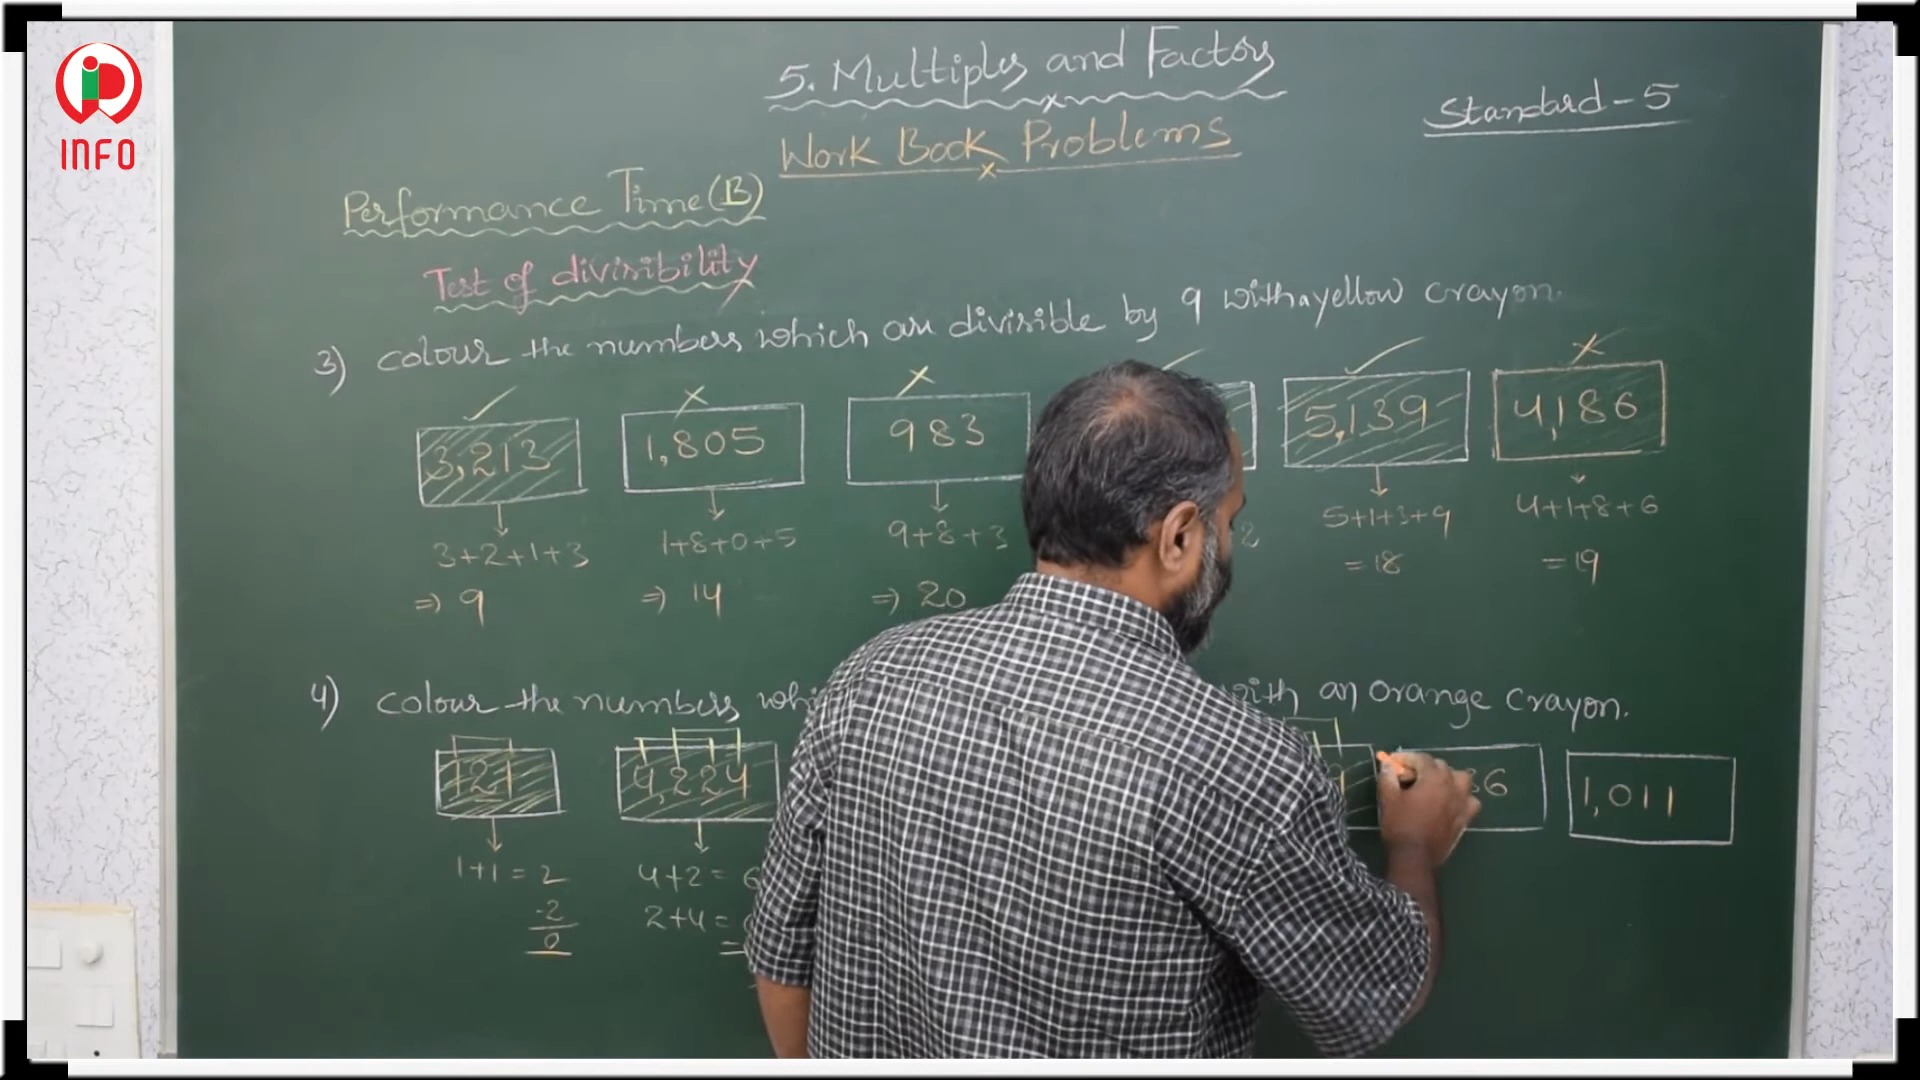 INFO
5. Multiples and Factors
Work Book Problems
Standard - 5
Performance Time (B)
Test of divisibility
3) Colour the numbers which are divisible by 9 with a yellow crayon.
✓ X X ✓ ✓ X
3,213 1,805 983 5,139 4,186
3+2+1+3 1+8+0+5 9+8+3 5+1+3+9 4+1+8+6
⇒ 9 ⇒ 14 ⇒ 20 = 18 = 19
4) Colour the numbers with an orange crayon.
121 4,224 36 1,011
1+1 = 2 4+2 = 6
-2 2+4 =
0